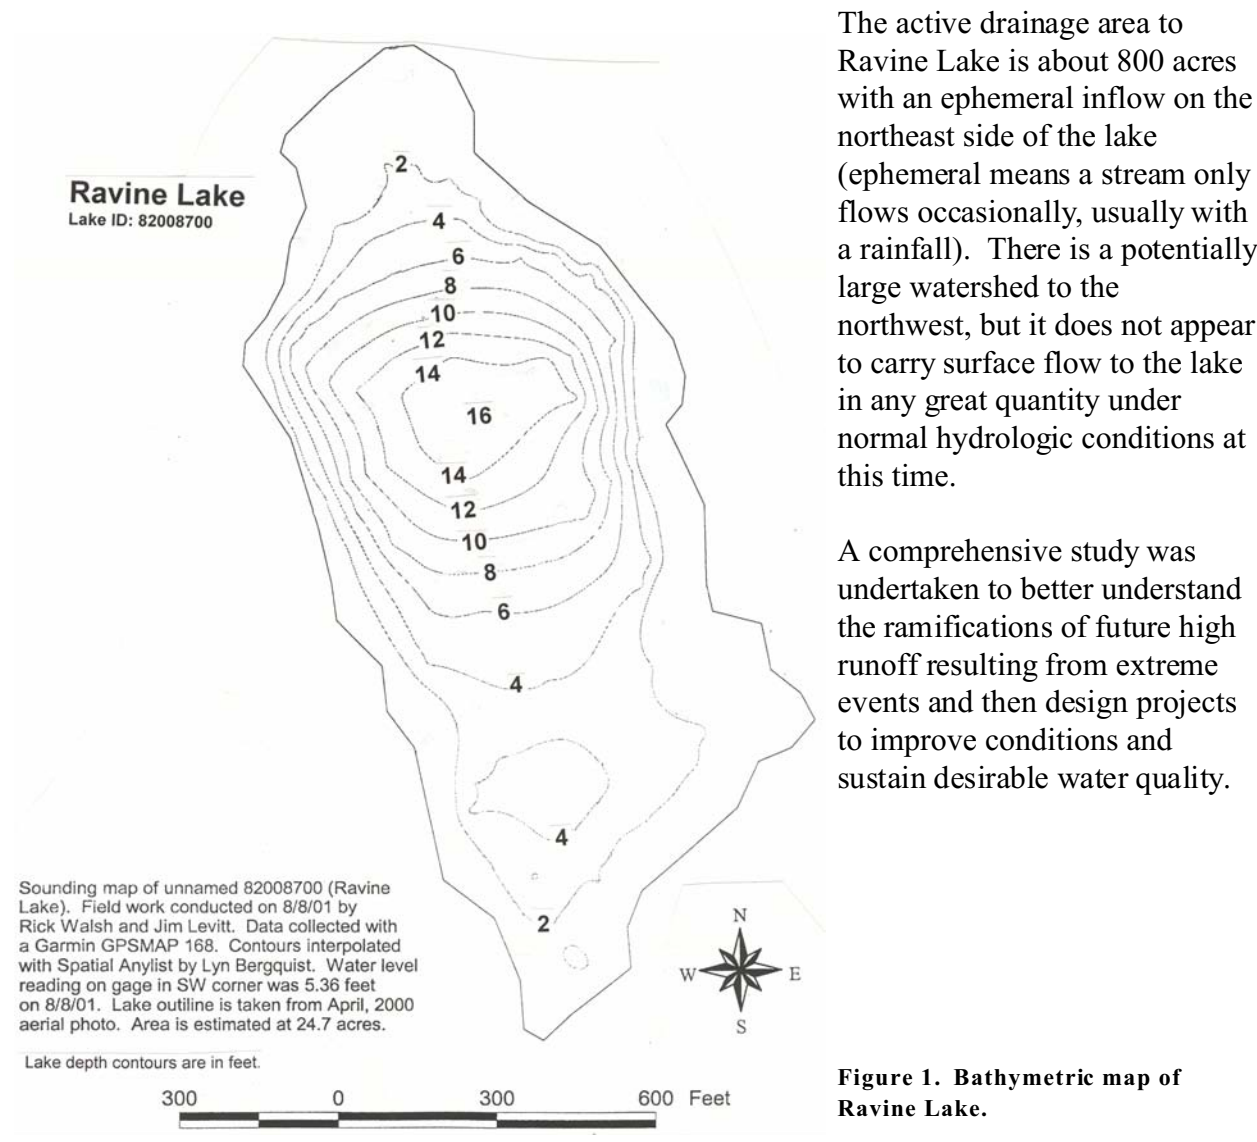 The active drainage area to
Ravine Lake is about 800 acres
with an ephemeral inflow on the
northeast side of the lake
(ephemeral means a stream only
flows occasionally, usually with
a rainfall).  There is a potentially
large watershed to the
northwest, but it does not appear
to carry surface flow to the lake
in any great quantity under
normal hydrologic conditions at
this time.
A comprehensive study was
undertaken to better understand
the ramifications of future high
runoff resulting from extreme
events and then design projects
to improve conditions and
sustain desirable water quality.
Ravine Lake
Lake ID: 82008700
2
4
6
8
10
12
14
16
14
12
10
8
6
4
4
2
Sounding map of unnamed 82008700 (Ravine
Lake).  Field work conducted on 8/8/01 by
Rick Walsh and Jim Levitt.  Data collected with
a Garmin GPSMAP 168.  Contours interpolated
with Spatial Anylist by Lyn Bergquist.  Water level
reading on gage in SW corner was 5.36 feet
on 8/8/01.  Lake outiline is taken from April, 2000
aerial photo.  Area is estimated at 24.7 acres.
Lake depth contours are in feet.
N
W E
S
300 0 300 600 Feet
Figure 1.  Bathymetric map of
Ravine Lake.